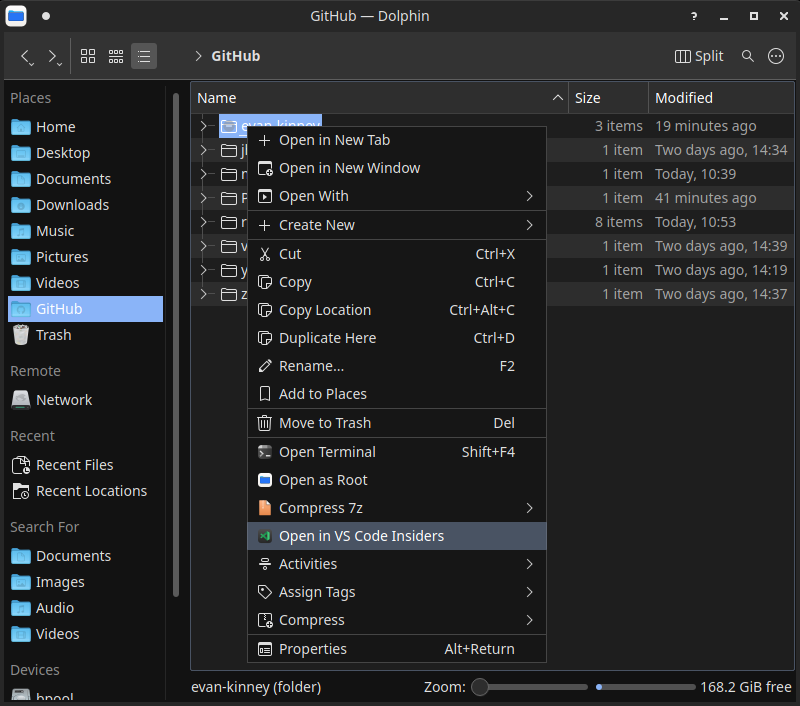 GitHub — Dolphin
?
GitHub
Split
Places
Home
Desktop
Documents
Downloads
Music
Pictures
Videos
GitHub
Trash
Remote
Network
Recent
Recent Files
Recent Locations
Search For
Documents
Images
Audio
Videos
Devices
bpool
Name Size Modified
evan-kinney 3 items 19 minutes ago
1 item Two days ago, 14:34
1 item Today, 10:39
1 item 41 minutes ago
8 items Today, 10:53
1 item Two days ago, 14:39
1 item Two days ago, 14:19
1 item Two days ago, 14:37
Open in New Tab
Open in New Window
Open With
Create New
Cut Ctrl+X
Copy Ctrl+C
Copy Location Ctrl+Alt+C
Duplicate Here Ctrl+D
Rename... F2
Add to Places
Move to Trash Del
Open Terminal Shift+F4
Open as Root
Compress 7z
Open in VS Code Insiders
Activities
Assign Tags
Compress
Properties Alt+Return
evan-kinney (folder) Zoom: 168.2 GiB free